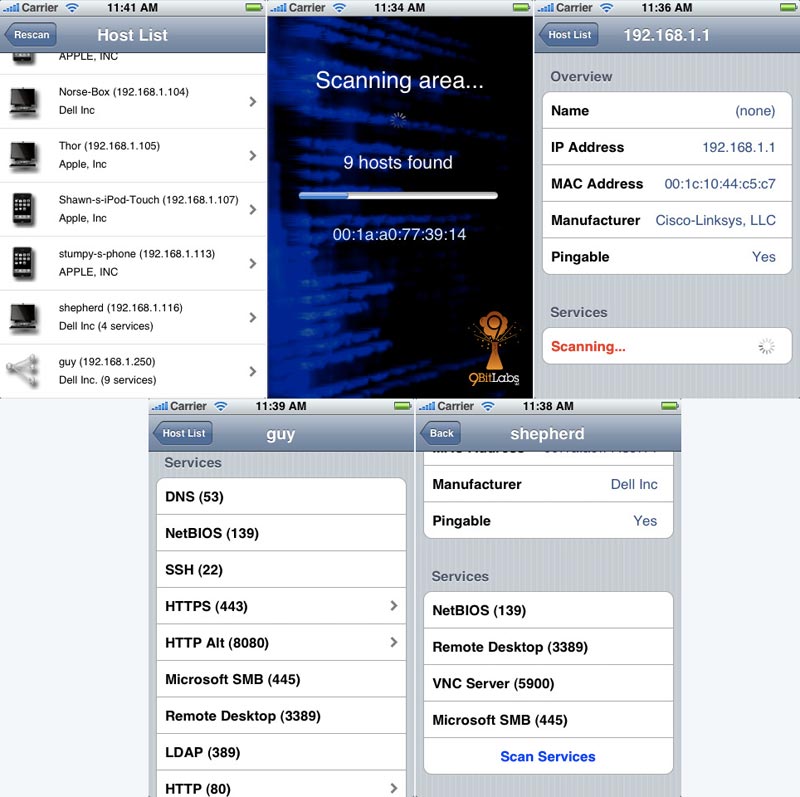 Carrier 11:41 AM
Rescan Host List
APPLE, INC
Norse-Box (192.168.1.104)
Dell Inc
Thor (192.168.1.105)
Apple, Inc
Shawn-s-iPod-Touch (192.168.1.107)
Apple, Inc
stumpy-s-phone (192.168.1.113)
APPLE, INC
shepherd (192.168.1.116)
Dell Inc (4 services)
guy (192.168.1.250)
Dell Inc. (9 services)
Carrier 11:34 AM
Scanning area...
9 hosts found
00:1a:a0:77:39:14
9
9BitLabs
Carrier 11:36 AM
Host List 192.168.1.1
Overview
Name (none)
IP Address 192.168.1.1
MAC Address 00:1c:10:44:c5:c7
Manufacturer Cisco-Linksys, LLC
Pingable Yes
Services
Scanning...
Carrier 11:39 AM
Host List guy
Services
DNS (53)
NetBIOS (139)
SSH (22)
HTTPS (443)
HTTP Alt (8080)
Microsoft SMB (445)
Remote Desktop (3389)
LDAP (389)
HTTP (80)
Carrier 11:38 AM
Back shepherd
Manufacturer Dell Inc
Pingable Yes
Services
NetBIOS (139)
Remote Desktop (3389)
VNC Server (5900)
Microsoft SMB (445)
Scan Services